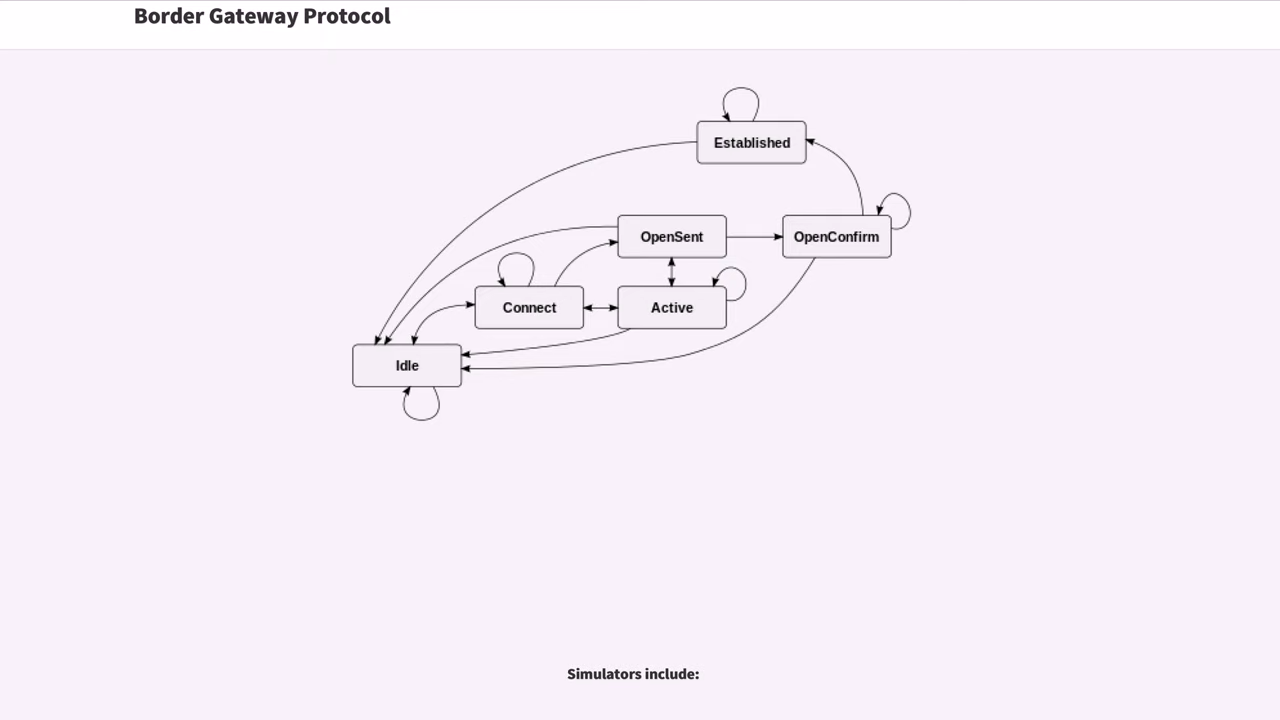 Border Gateway Protocol
Established
OpenSent
OpenConfirm
Connect
Active
Idle
Simulators include: